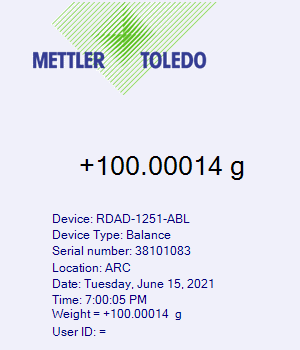 METTLER TOLEDO
+100.00014 g
Device: RDAD-1251-ABL
Device Type: Balance
Serial number: 38101083
Location: ARC
Date: Tuesday, June 15, 2021
Time: 7:00:05 PM
Weight = +100.00014 g
User ID: =